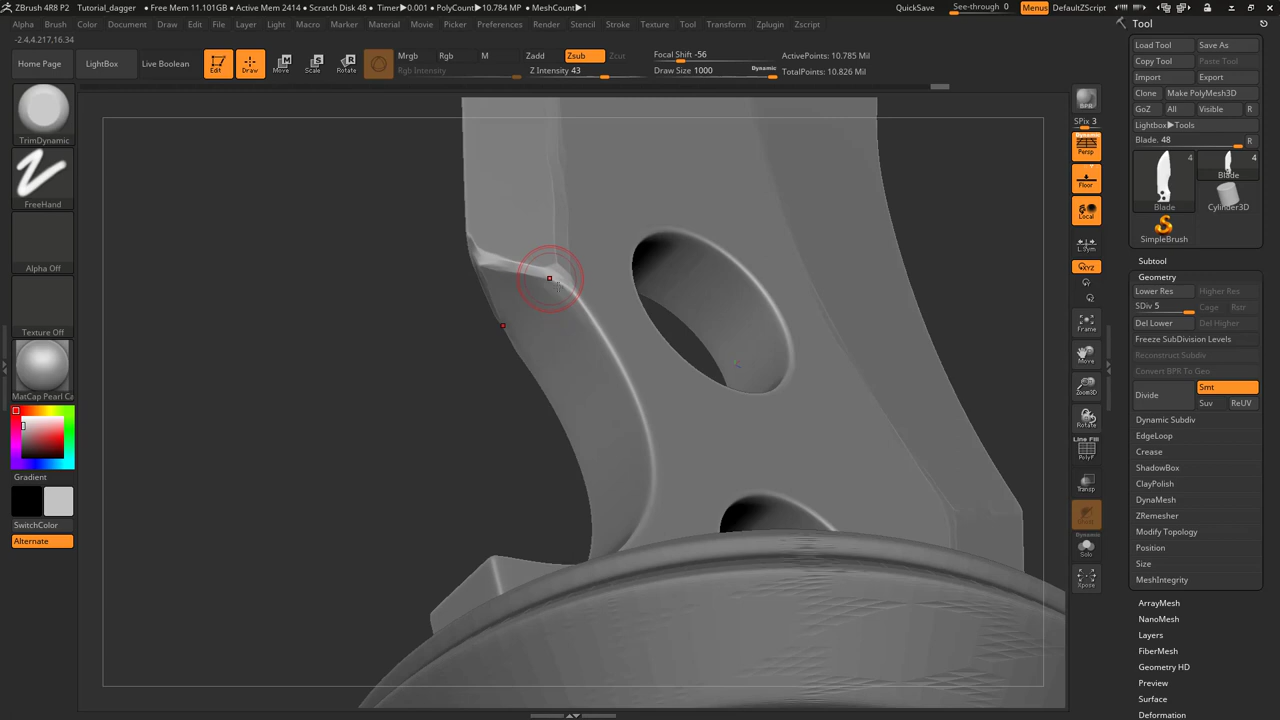 ZBrush 4R8 P2 Tutorial_dagger • Free Mem 11.101GB • Active Mem 2414 • Scratch Disk 48 • Timer▶0.001 • PolyCount▶10.784 MP • MeshCount▶1
QuickSave See-through 0 Menus DefaultZScript
Alpha Brush Color Document Draw Edit File Layer Light Macro Marker Material Movie Picker Preferences Render Stencil Stroke Texture Tool Transform Zplugin Zscript
-2.4,4.217,16.34
Home Page LightBox Live Boolean Edit Draw Move Scale Rotate
Mrgb Rgb M Zadd Zsub Zcut Focal Shift -56 ActivePoints: 10.785 Mil
Rgb Intensity Z Intensity 43 Draw Size 1000 Dynamic TotalPoints: 10.826 Mil
TrimDynamic
FreeHand
Alpha Off
Texture Off
MatCap Pearl Ca
Gradient
SwitchColor
Alternate
BPR
SPix 3
Dynamic
Persp
Floor
Local
L.Sym
XYZ
Frame
Move
Zoom3D
Rotate
Line Fill
PolyF
Transp
Ghost
Dynamic
Solo
Xpose
Tool
Load Tool Save As
Copy Tool Paste Tool
Import Export
Clone Make PolyMesh3D
GoZ All Visible R
Lightbox▶Tools
Blade. 48 R
4 4
Blade
Blade Cylinder3D
SimpleBrush
Subtool
Geometry
Lower Res Higher Res
SDiv 5 Cage Rstr
Del Lower Del Higher
Freeze SubDivision Levels
Reconstruct Subdiv
Convert BPR To Geo
Divide Smt
Suv ReUV
Dynamic Subdiv
EdgeLoop
Crease
ShadowBox
ClayPolish
DynaMesh
ZRemesher
Modify Topology
Position
Size
MeshIntegrity
ArrayMesh
NanoMesh
Layers
FiberMesh
Geometry HD
Preview
Surface
Deformation